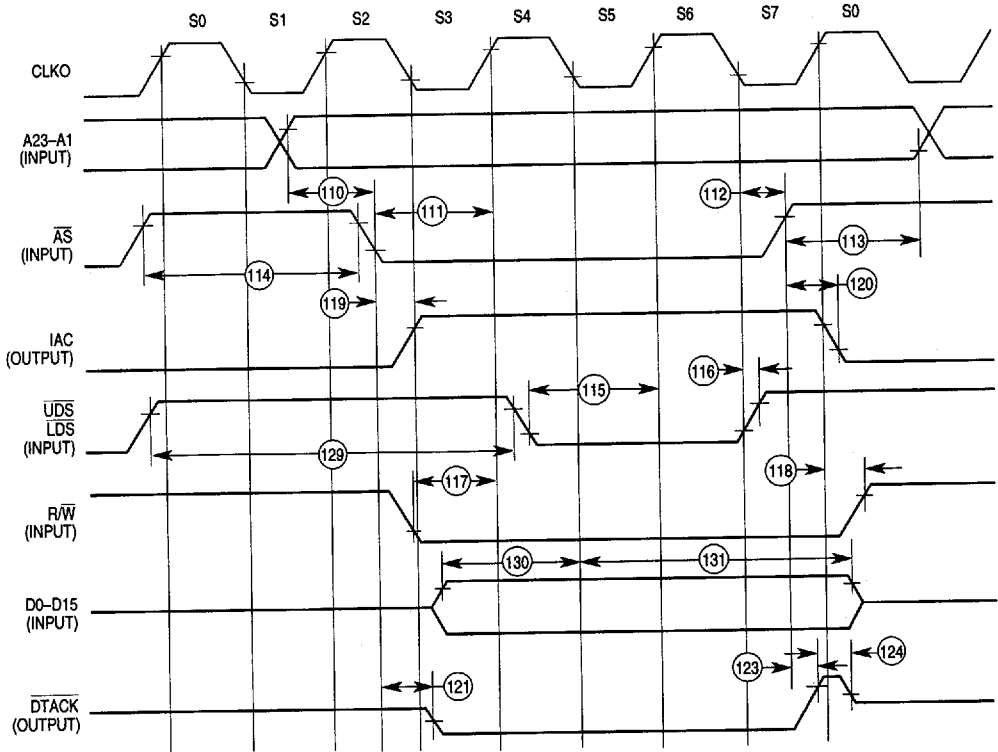 S0 S1 S2 S3 S4 S5 S6 S7 S0
CLKO
A23–A1
(INPUT)
110
112
111
AS
(INPUT)
113
114
120
119
IAC
(OUTPUT)
116
115
UDS
LDS
(INPUT)
129
118
117
R/W
(INPUT)
130
131
D0–D15
(INPUT)
124
123
121
DTACK
(OUTPUT)